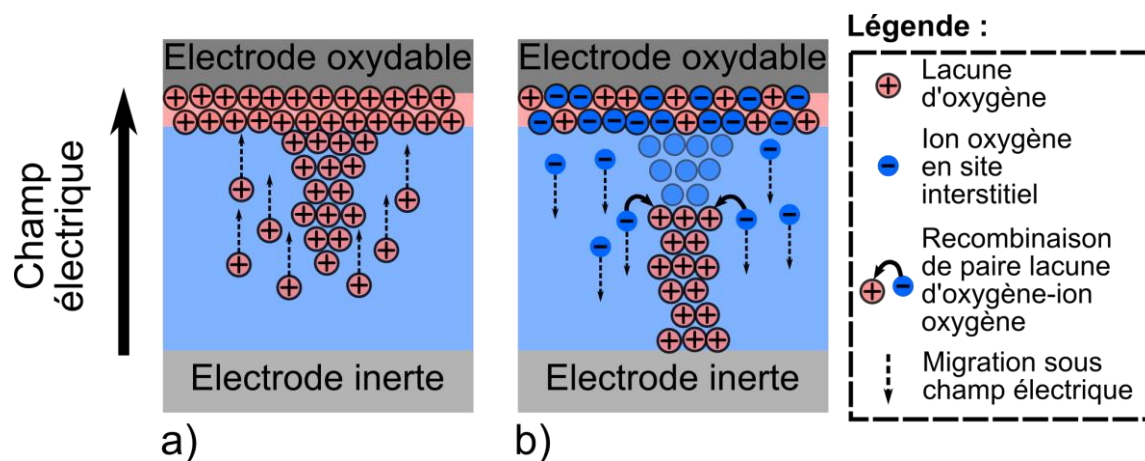 Légende :
Electrode oxydable
Electrode oxydable
Champ
électrique
Lacune
d'oxygène
Ion oxygène
en site
interstitiel
Recombinaison
de paire lacune
d'oxygène-ion
oxygène
Migration sous
champ électrique
Electrode inerte
Electrode inerte
a)
b)